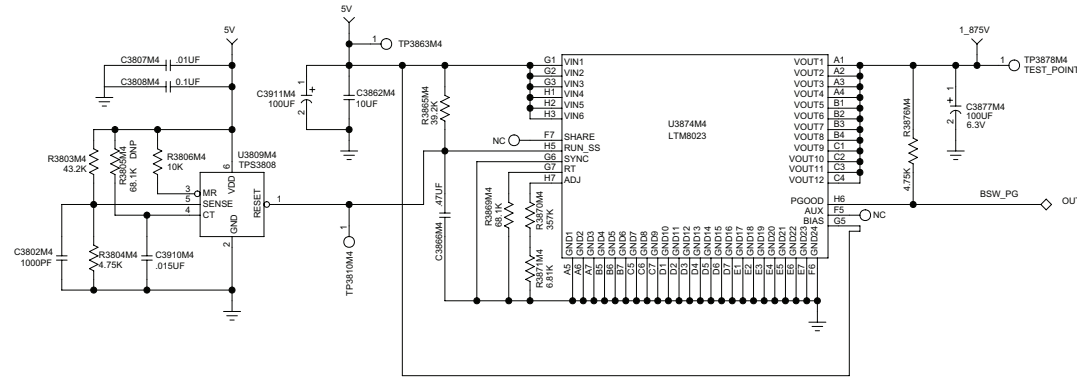 5V
C3807M4 .01UF
C3808M4 0.1UF
R3803M4
43.2K
R3805M4
68.1K DNP
R3806M4
10K
U3809M4
TPS3808
6
VDD
3
MR
5
SENSE
4
CT
RESET
1
GND
2
C3802M4
1000PF
R3804M4
4.75K
C3910M4
.015UF
TP3810M4
1
5V
1
TP3863M4
C3911M4
100UF
1
+
2
C3862M4
10UF
R3865M4
39.2K
C3866M4
.47UF
R3869M4
68.1K
R3870M4
357K
R3871M4
6.81K
NC
U3874M4
LTM8023
G1 VIN1
G2 VIN2
G3 VIN3
H1 VIN4
H2 VIN5
H3 VIN6
F7 SHARE
H5 RUN_SS
G6 SYNC
G7 RT
H7 ADJ
VOUT1 A1
VOUT2 A2
VOUT3 A3
VOUT4 A4
VOUT5 B1
VOUT6 B2
VOUT7 B3
VOUT8 B4
VOUT9 C1
VOUT10 C2
VOUT11 C3
VOUT12 C4
PGOOD H6
AUX F5
BIAS G5
NC
GND1 A5
GND2 A6
GND3 A7
GND4 B5
GND5 B6
GND6 B7
GND7 C5
GND8 C6
GND9 C7
GND10 D1
GND11 D2
GND12 D3
GND13 D4
GND14 D5
GND15 D6
GND16 D7
GND17 E1
GND18 E2
GND19 E3
GND20 E4
GND21 E5
GND22 E6
GND23 E7
GND24 F6
1_875V
1
TP3878M4
TEST_POINT
R3876M4
4.75K
1
+
2
C3877M4
100UF
6.3V
BSW_PG
OUT